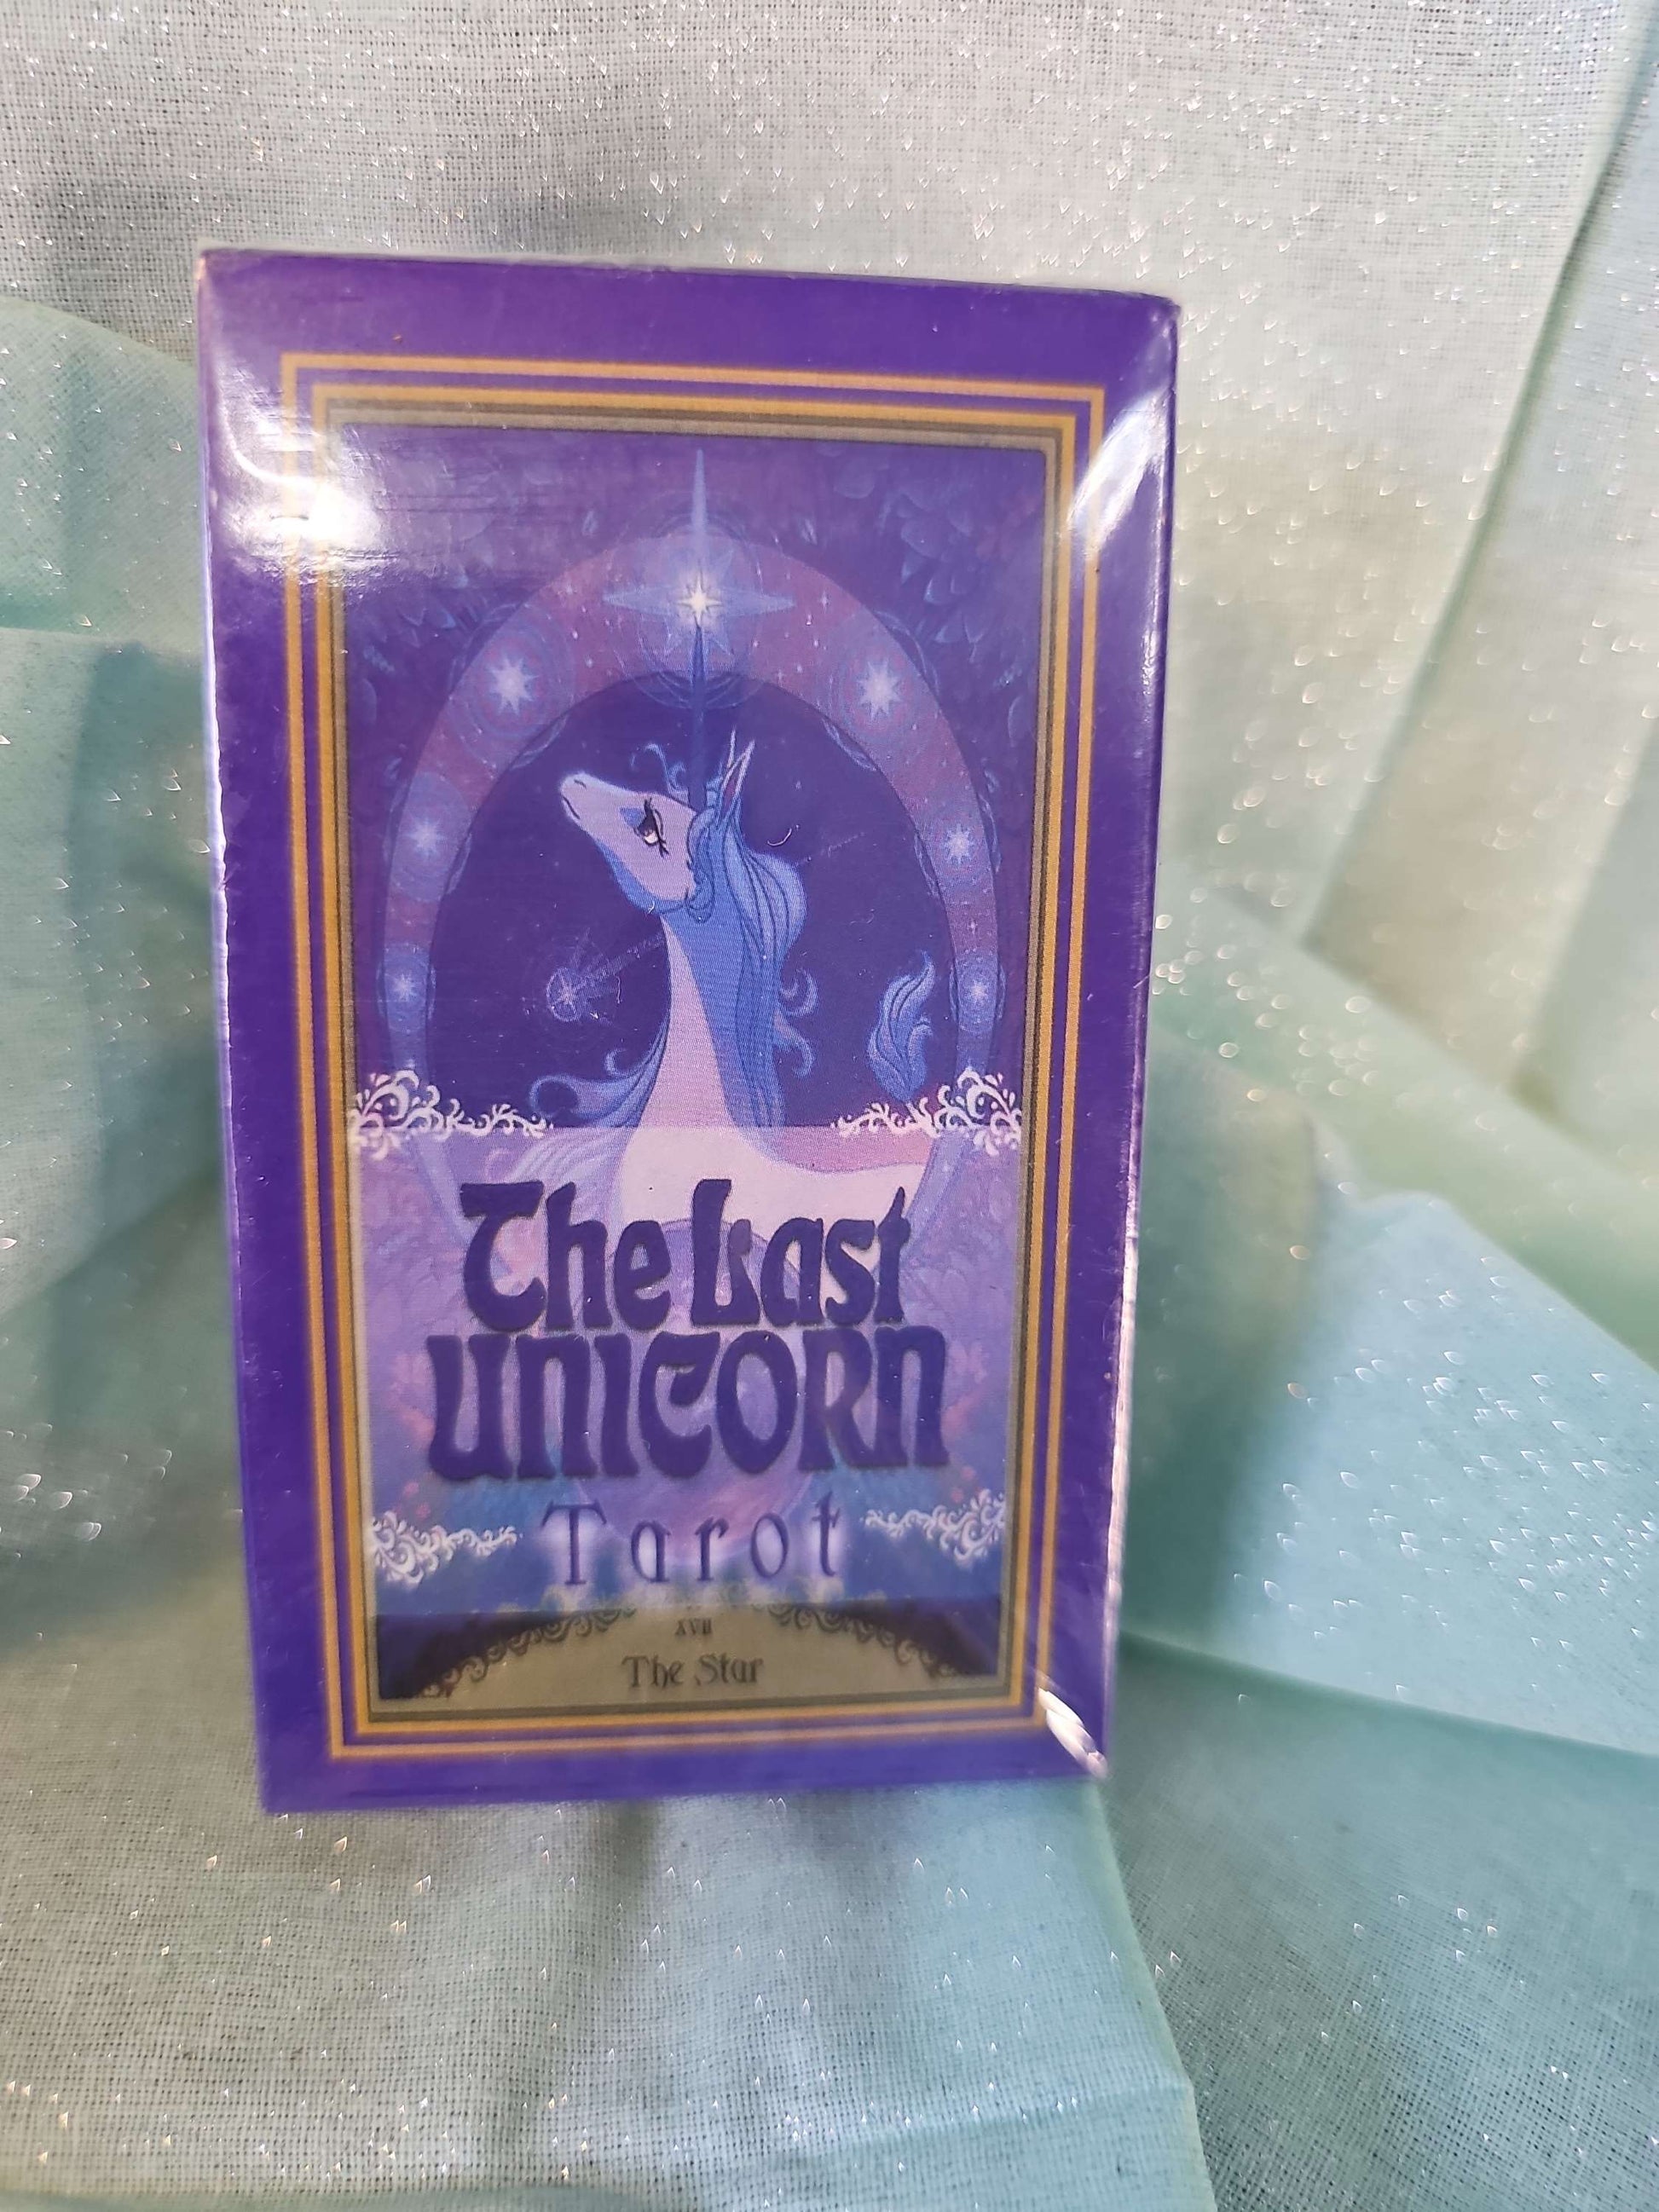 The Last
UNICORN
Tarot
XVII
The Star